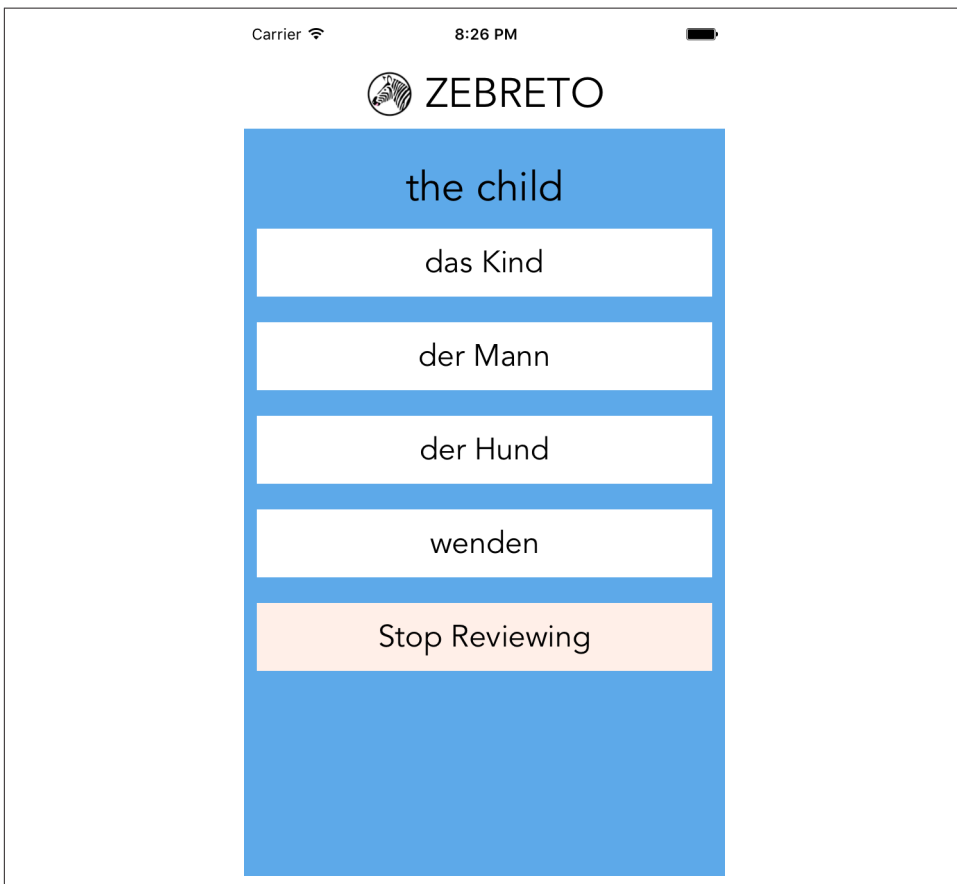 Carrier 8:26 PM
ZEBRETO
the child
das Kind
der Mann
der Hund
wenden
Stop Reviewing